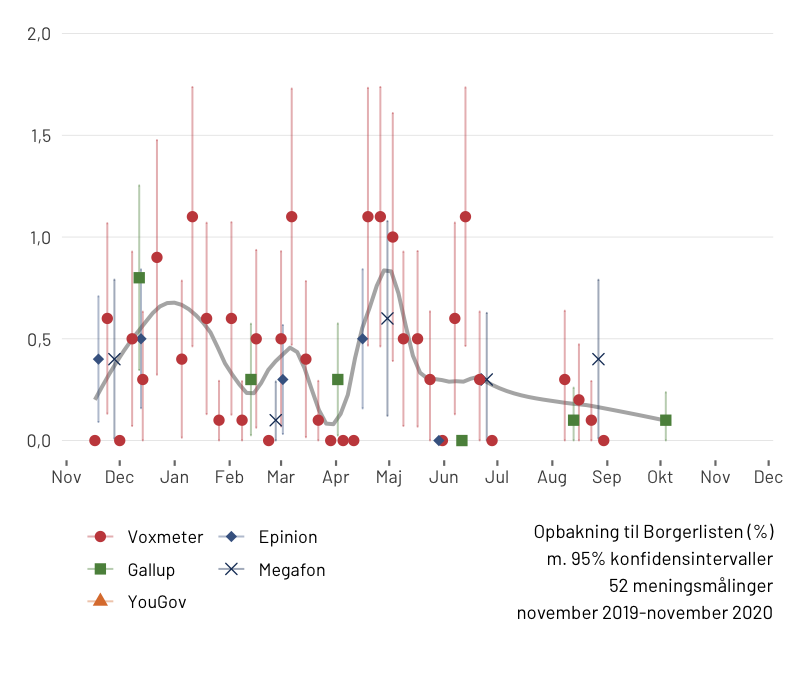 2,0
1,5
1,0
0,5
0,0
Nov Dec Jan Feb Mar Apr Maj Jun Jul Aug Sep Okt Nov Dec
Voxmeter Epinion
Gallup Megafon
YouGov
Opbakning til Borgerlisten (%)
m. 95% konfidensintervaller
52 meningsmålinger
november 2019-november 2020